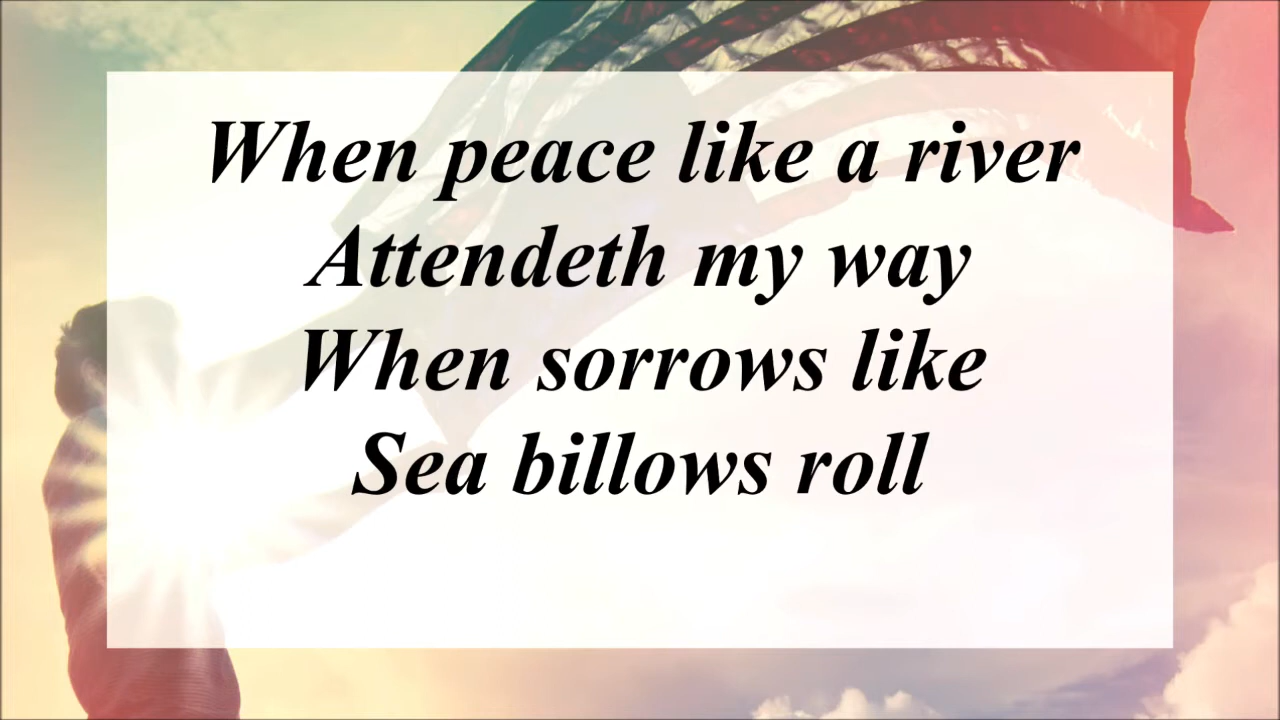 When peace like a river
Attendeth my way
When sorrows like
Sea billows roll